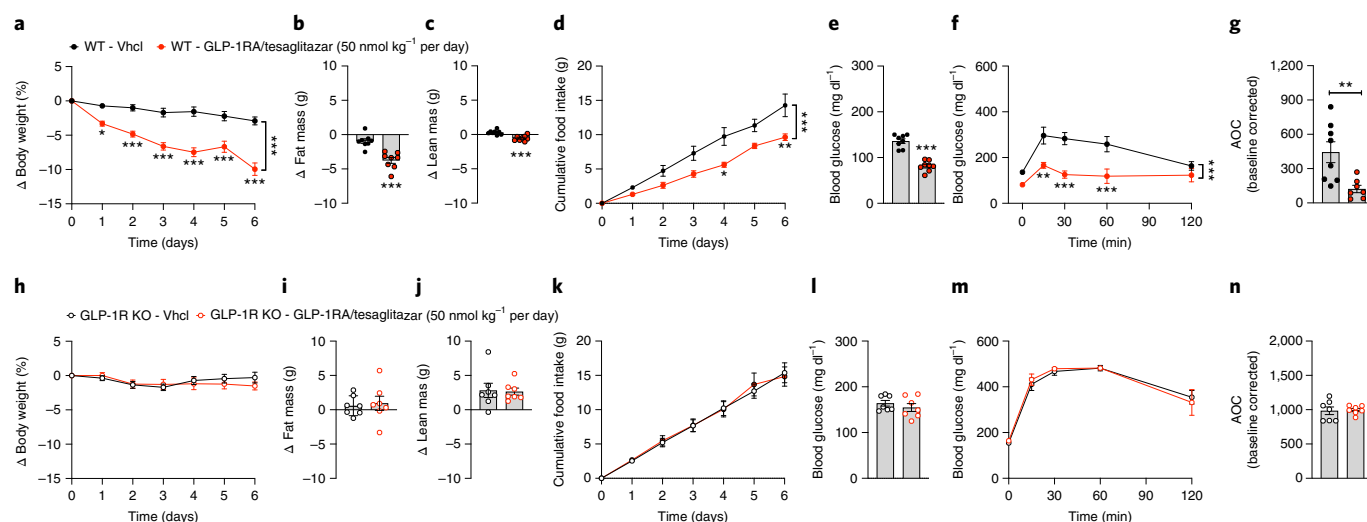 a b c d e f g
WT - Vhcl WT - GLP-1RA/tesaglitazar (50 nmol kg⁻¹ per day)
Δ Body weight (%)
5
0
−5
−10
−15
* *** *** *** *** ***
***
0 1 2 3 4 5 6
Time (days)
Δ Fat mass (g)
10
5
0
−5
−10
***
Δ Lean mas (g)
10
5
0
−5
−10
***
Cumulative food intake (g)
20
15
10
5
0
* **
***
0 1 2 3 4 5 6
Time (days)
Blood glucose (mg dl⁻¹)
300
200
100
0
***
Blood glucose (mg dl⁻¹)
600
400
200
0
** *** ***
***
0 30 60 90 120
Time (min)
AOC
(baseline corrected)
1,200
900
600
300
0
**
h i j k l m n
GLP-1R KO - Vhcl GLP-1R KO - GLP-1RA/tesaglitazar (50 nmol kg⁻¹ per day)
Δ Body weight (%)
5
0
−5
−10
−15
0 1 2 3 4 5 6
Time (days)
Δ Fat mass (g)
10
5
0
−5
−10
Δ Lean mass (g)
10
5
0
−5
−10
Cumulative food intake (g)
20
15
10
5
0
0 1 2 3 4 5 6
Time (days)
Blood glucose (mg dl⁻¹)
300
200
100
0
Blood glucose (mg dl⁻¹)
600
400
200
0
0 30 60 90 120
Time (min)
AOC
(baseline corrected)
2,000
1,500
1,000
500
0